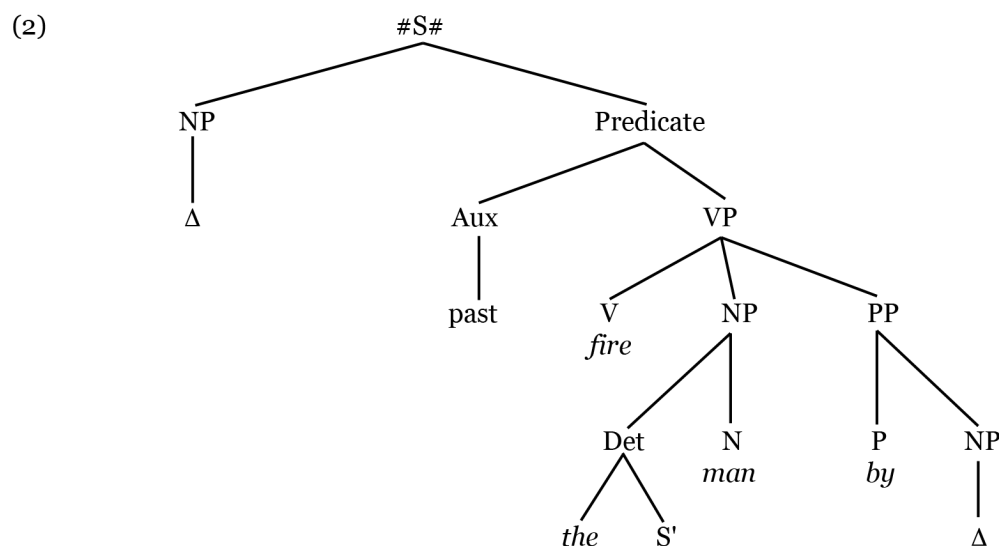 (2) #S#
NP Predicate
Δ Aux VP
past V NP PP
fire
Det N P NP
man by
the S' Δ